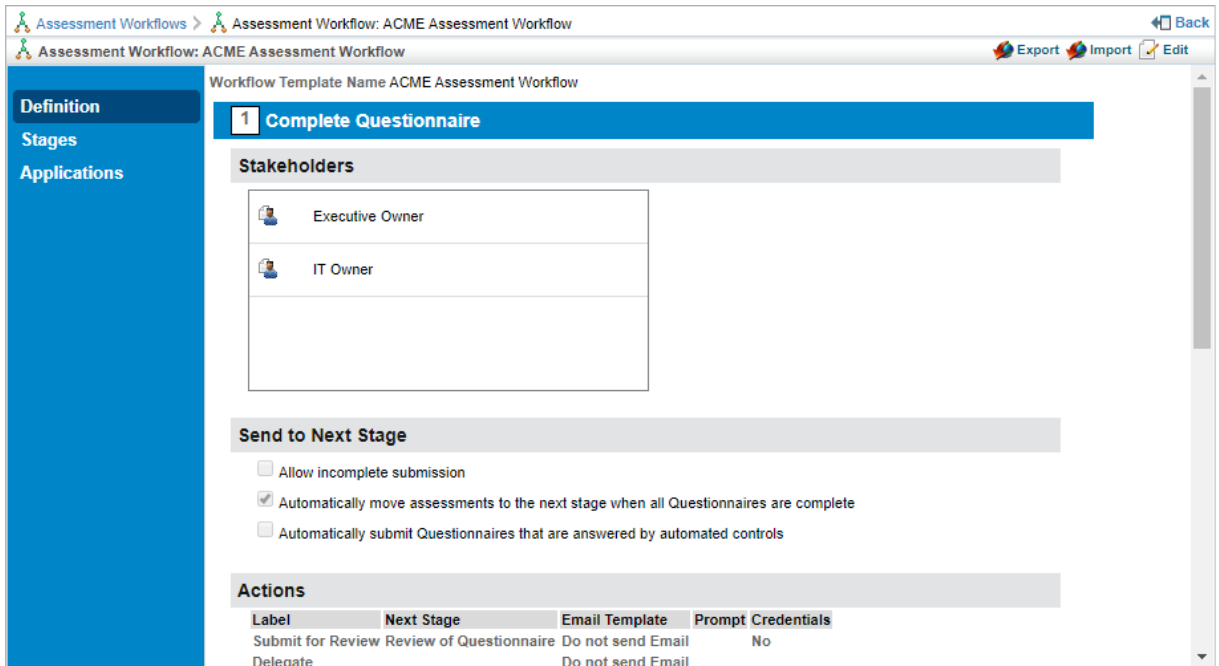 Assessment Workflows > Assessment Workflow: ACME Assessment Workflow Back
Assessment Workflow: ACME Assessment Workflow Export Import Edit
Workflow Template Name ACME Assessment Workflow
Definition
Stages
Applications
1 Complete Questionnaire
Stakeholders
Executive Owner
IT Owner
Send to Next Stage
Allow incomplete submission
Automatically move assessments to the next stage when all Questionnaires are complete
Automatically submit Questionnaires that are answered by automated controls
Actions
Label Next Stage Email Template Prompt Credentials
Submit for Review Review of Questionnaire Do not send Email No
Delegate Do not send Email